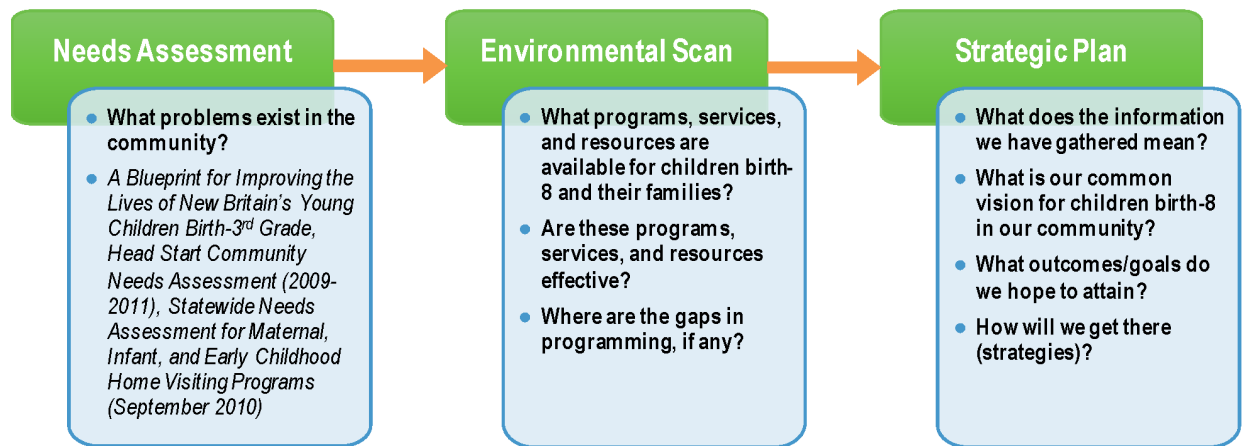 Needs Assessment
What problems exist in the
community?
A Blueprint for Improving the
Lives of New Britain's Young
Children Birth-3rd Grade,
Head Start Community
Needs Assessment (2009-
2011), Statewide Needs
Assessment for Maternal,
Infant, and Early Childhood
Home Visiting Programs
(September 2010)
Environmental Scan
What programs, services,
and resources are
available for children birth-
8 and their families?
Are these programs,
services, and resources
effective?
Where are the gaps in
programming, if any?
Strategic Plan
What does the information
we have gathered mean?
What is our common
vision for children birth-8
in our community?
What outcomes/goals do
we hope to attain?
How will we get there
(strategies)?